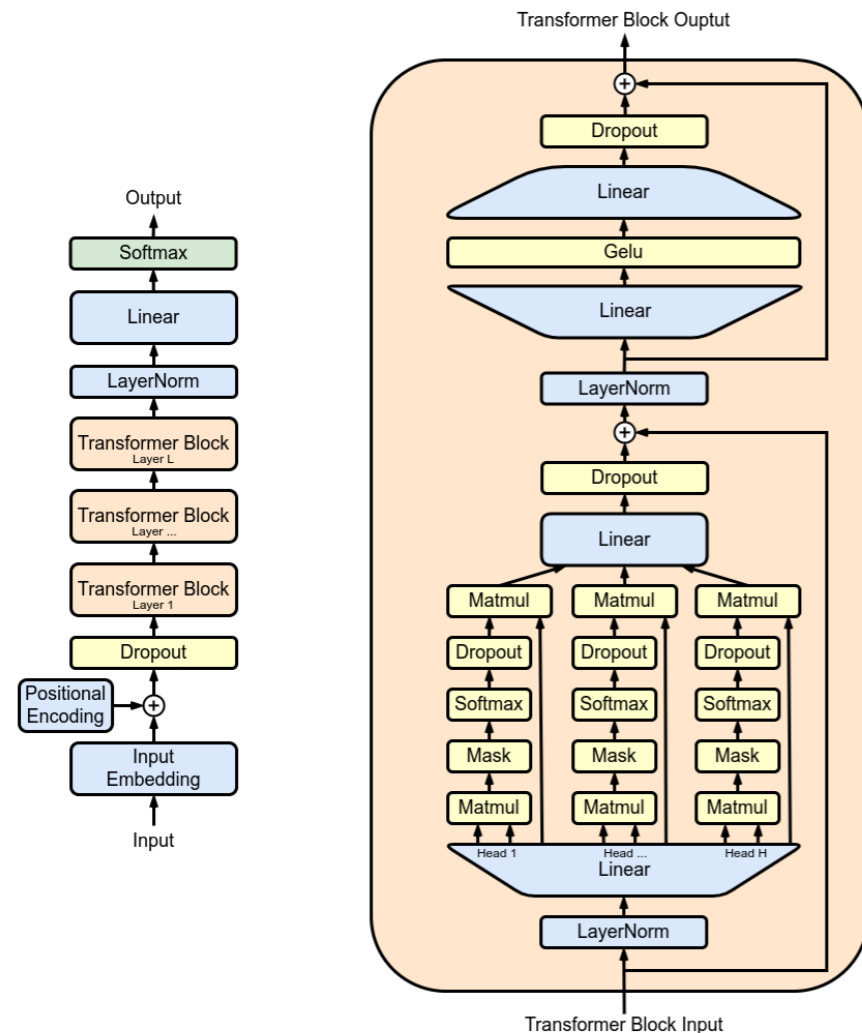 Output
Softmax
Linear
LayerNorm
Transformer Block
Layer L
Transformer Block
Layer ...
Transformer Block
Layer 1
Dropout
Positional
Encoding
Input
Embedding
Input
Transformer Block Ouptut
Dropout
Linear
Gelu
Linear
LayerNorm
Dropout
Linear
Matmul Matmul Matmul
Dropout Dropout Dropout
Softmax Softmax Softmax
Mask Mask Mask
Matmul Matmul Matmul
Head 1 Head ... Head H
Linear
LayerNorm
Transformer Block Input